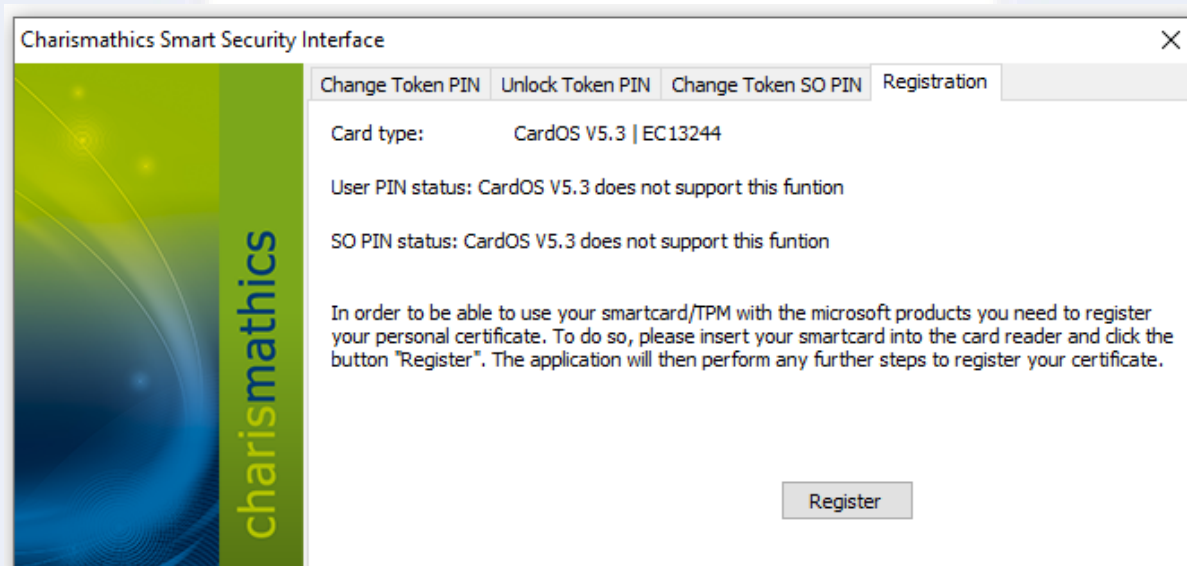 Charismathics Smart Security Interface
Change Token PIN Unlock Token PIN Change Token SO PIN Registration
Card type: CardOS V5.3 | EC13244
User PIN status: CardOS V5.3 does not support this funtion
SO PIN status: CardOS V5.3 does not support this funtion
In order to be able to use your smartcard/TPM with the microsoft products you need to register
your personal certificate. To do so, please insert your smartcard into the card reader and click the
button "Register". The application will then perform any further steps to register your certificate.
Register
charismathics